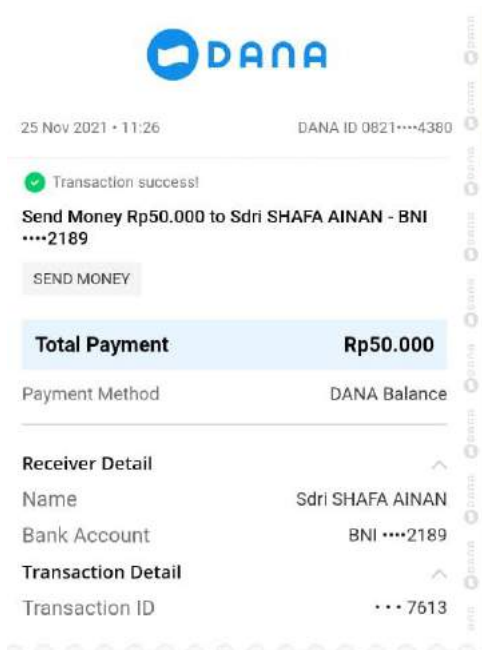 DANA
25 Nov 2021 • 11:26 DANA ID 0821••••4380
Transaction success!
Send Money Rp50.000 to Sdri SHAFA AINAN - BNI
••••2189
SEND MONEY
Total Payment Rp50.000
Payment Method DANA Balance
Receiver Detail
Name Sdri SHAFA AINAN
Bank Account BNI ••••2189
Transaction Detail
Transaction ID • • • 7613